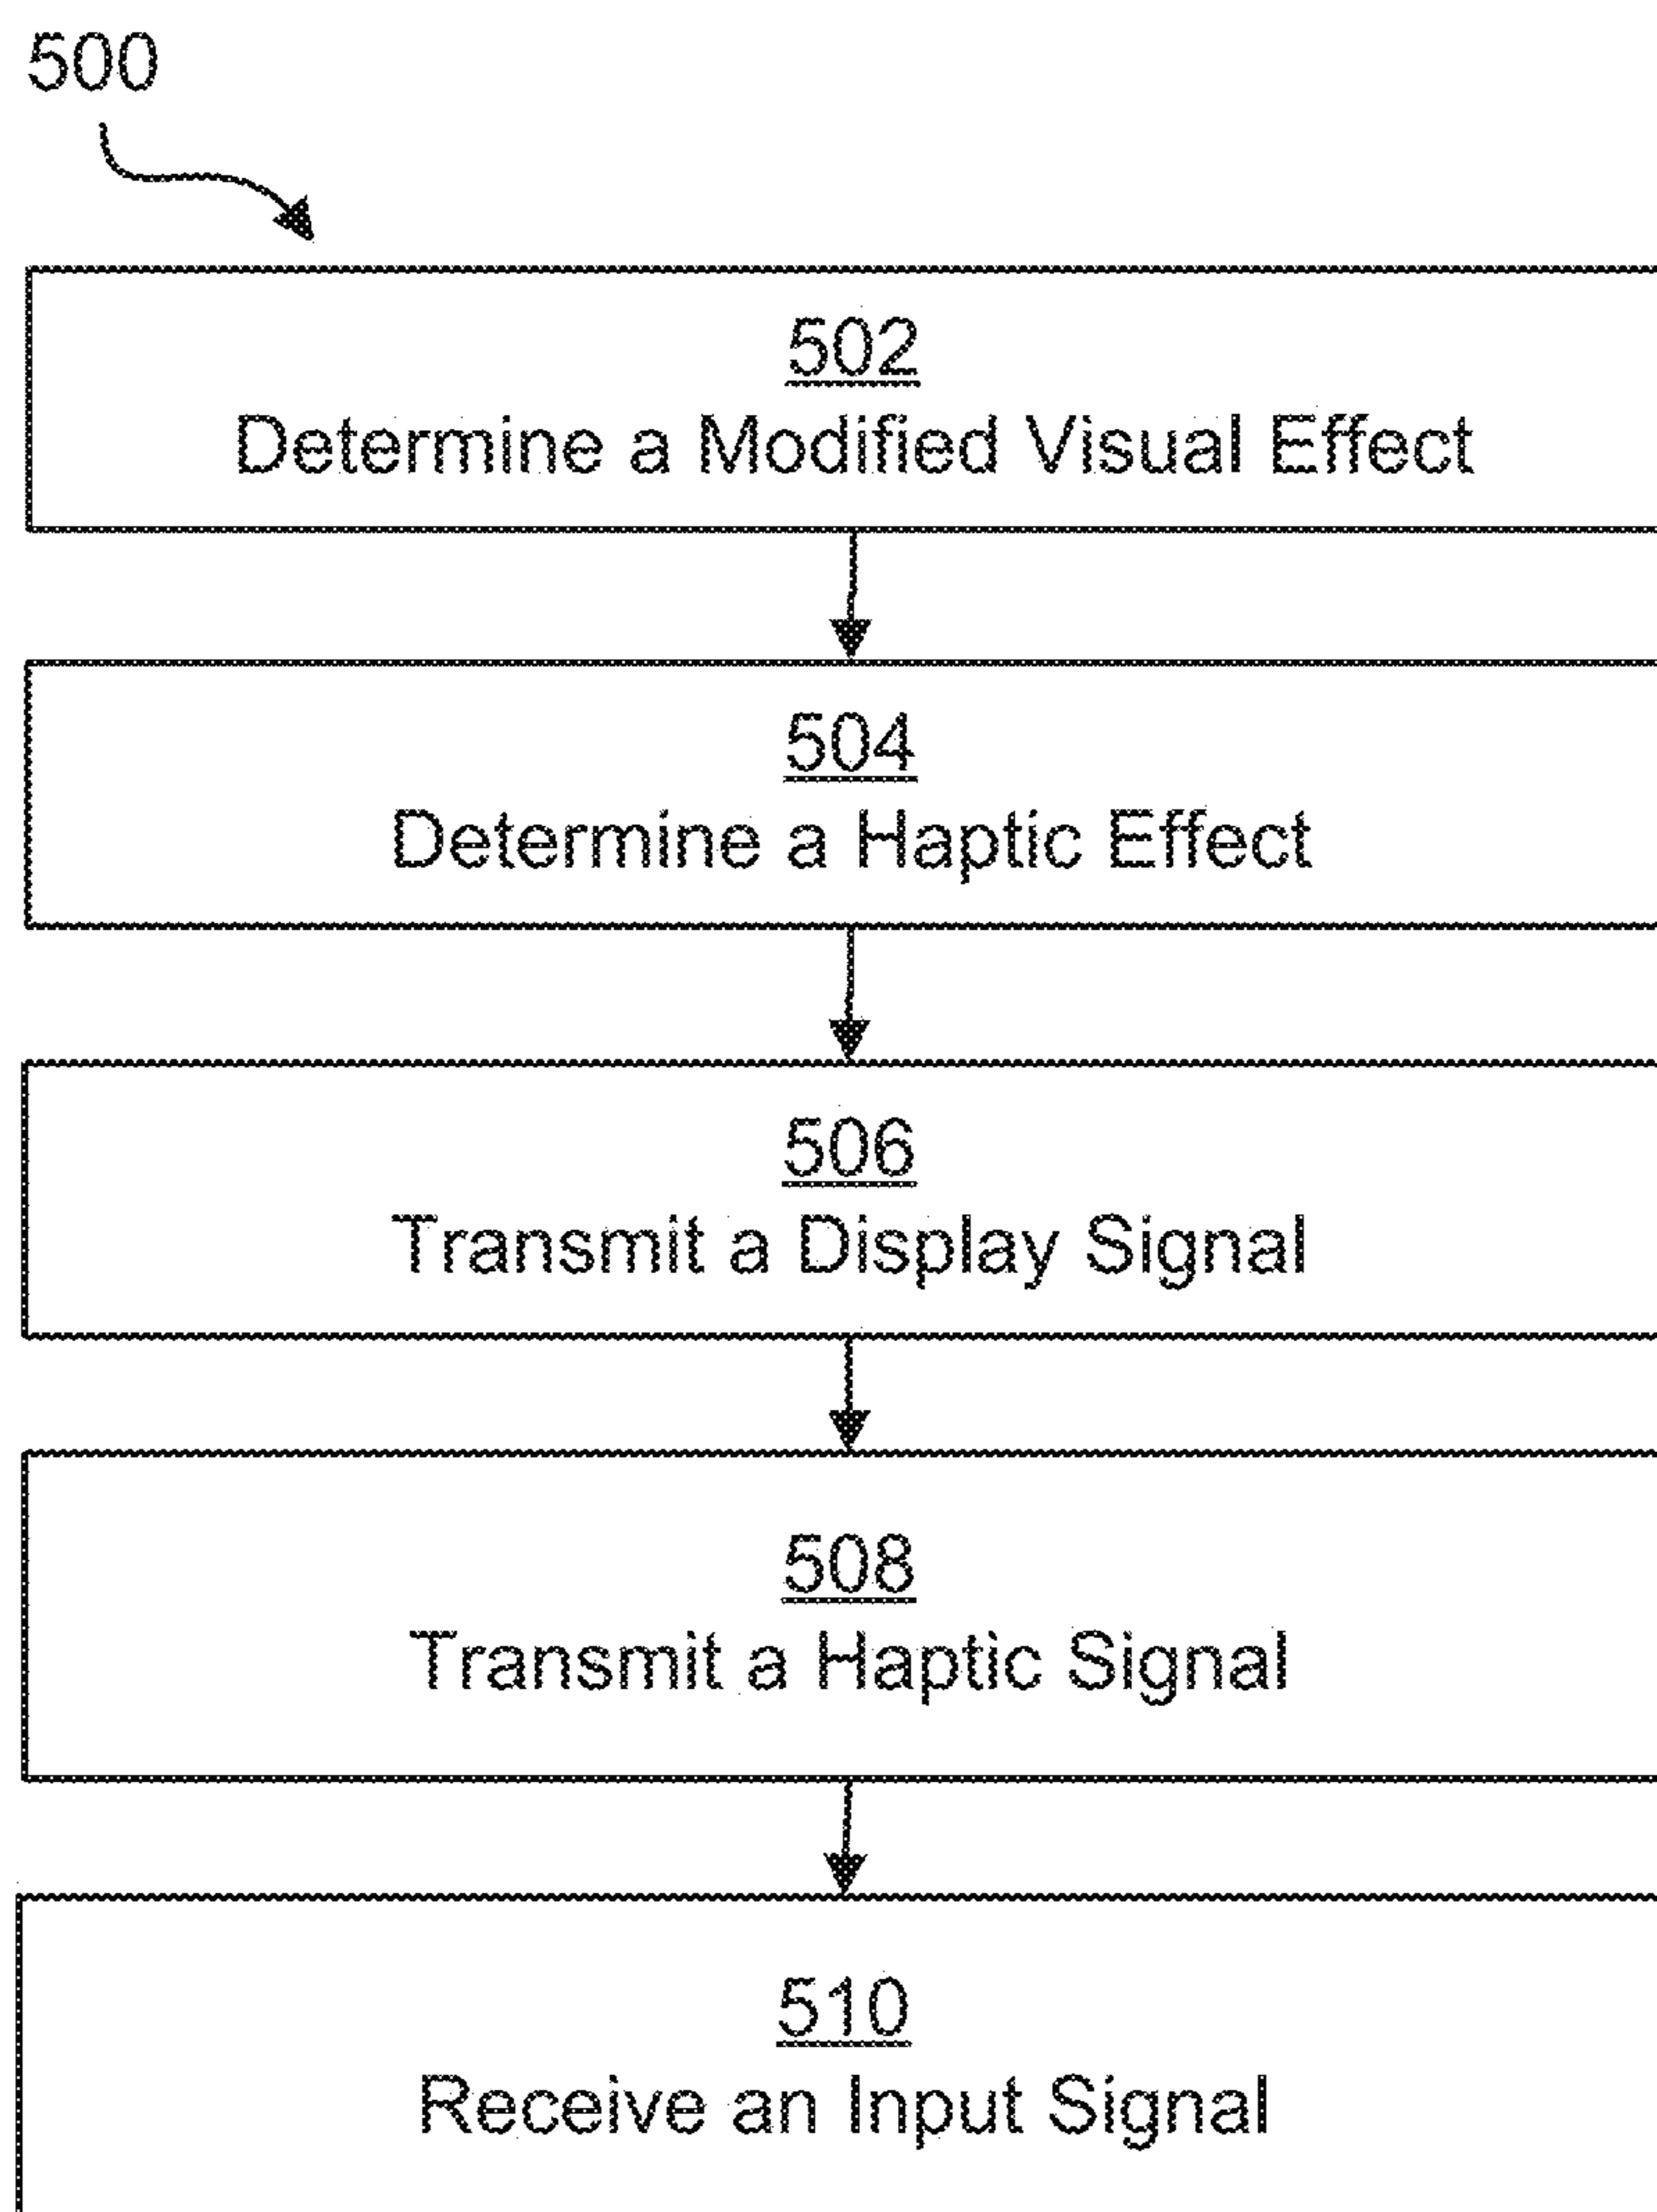 500
502
Determine a Modified Visual Effect
504
Determine a Haptic Effect
506
Transmit a Display Signal
508
Transmit a Haptic Signal
510
Receive an Input Signal